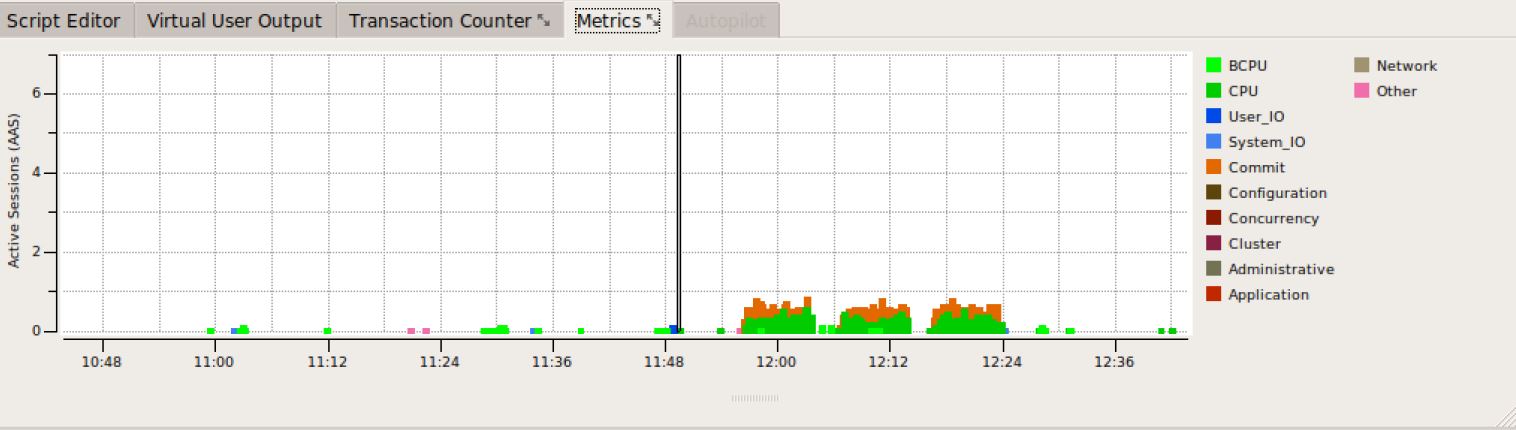 Script Editor Virtual User Output Transaction Counter Metrics Autopilot
Active Sessions (AAS)
6
4
2
0
10:48 11:00 11:12 11:24 11:36 11:48 12:00 12:12 12:24 12:36
BCPU Network
CPU Other
User_IO
System_IO
Commit
Configuration
Concurrency
Cluster
Administrative
Application